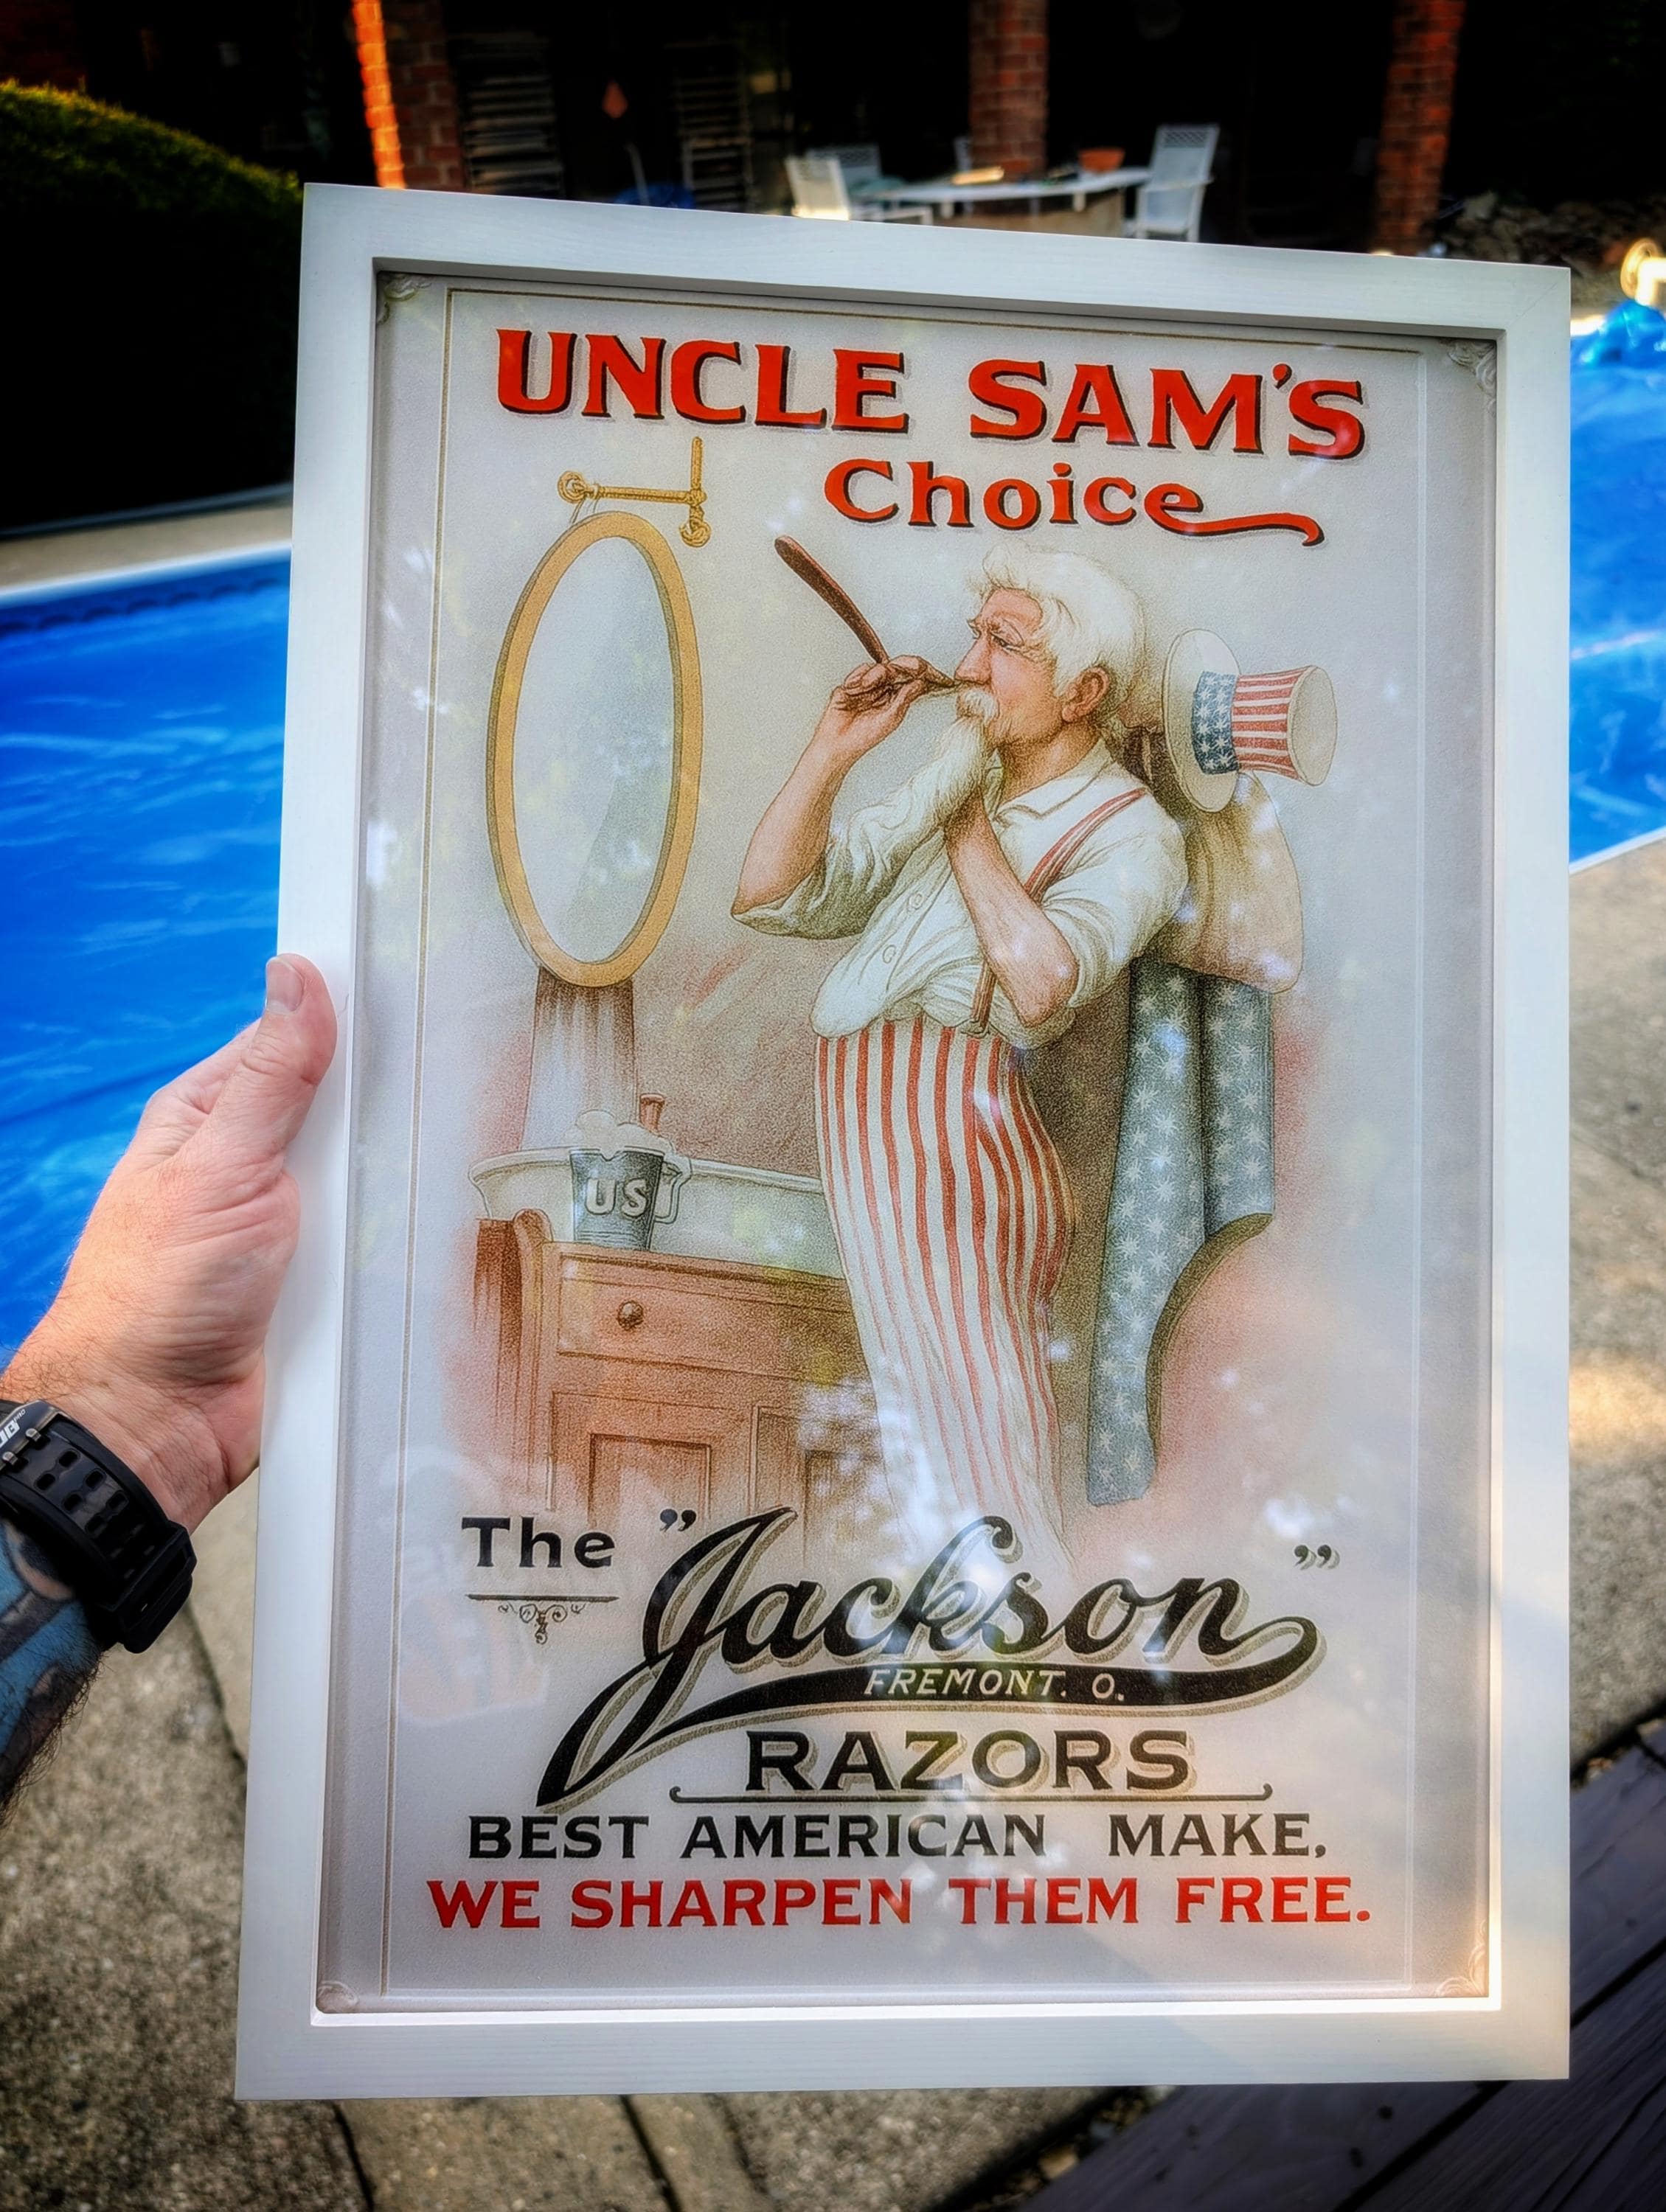 UNCLE SAM'S
Choice
US
The "Jackson"
FREMONT. O.
RAZORS
BEST AMERICAN MAKE.
WE SHARPEN THEM FREE.